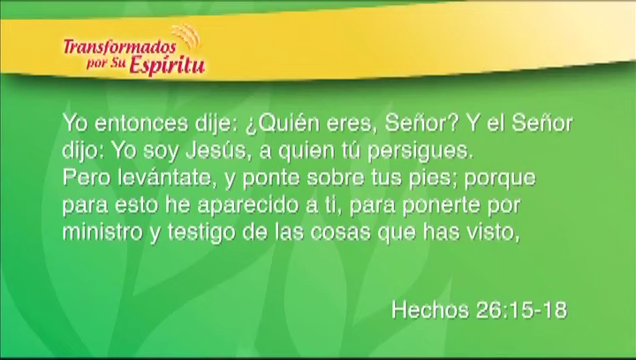 Transformados
por Su Espíritu
Yo entonces dije: ¿Quién eres, Señor? Y el Señor
dijo: Yo soy Jesús, a quien tú persigues.
Pero levántate, y ponte sobre tus pies; porque
para esto he aparecido a ti, para ponerte por
ministro y testigo de las cosas que has visto,
Hechos 26:15-18